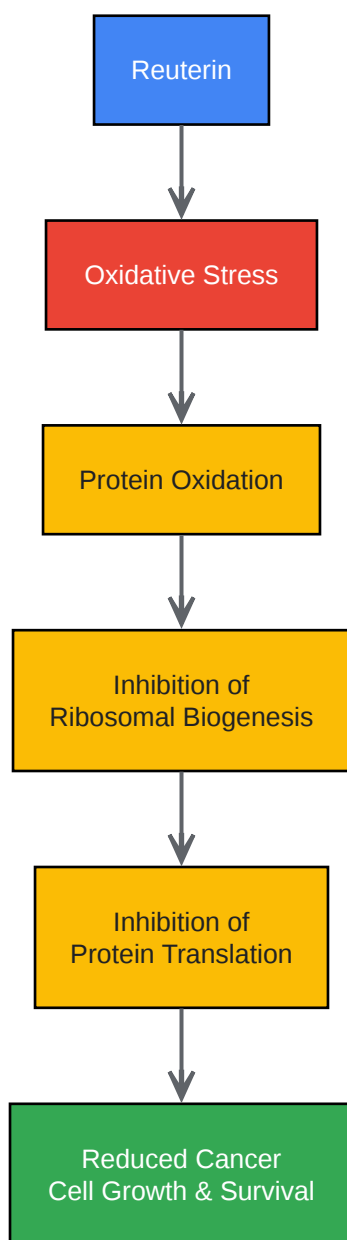 Reuterin
Oxidative Stress
Protein Oxidation
Inhibition of
Ribosomal Biogenesis
Inhibition of
Protein Translation
Reduced Cancer
Cell Growth & Survival